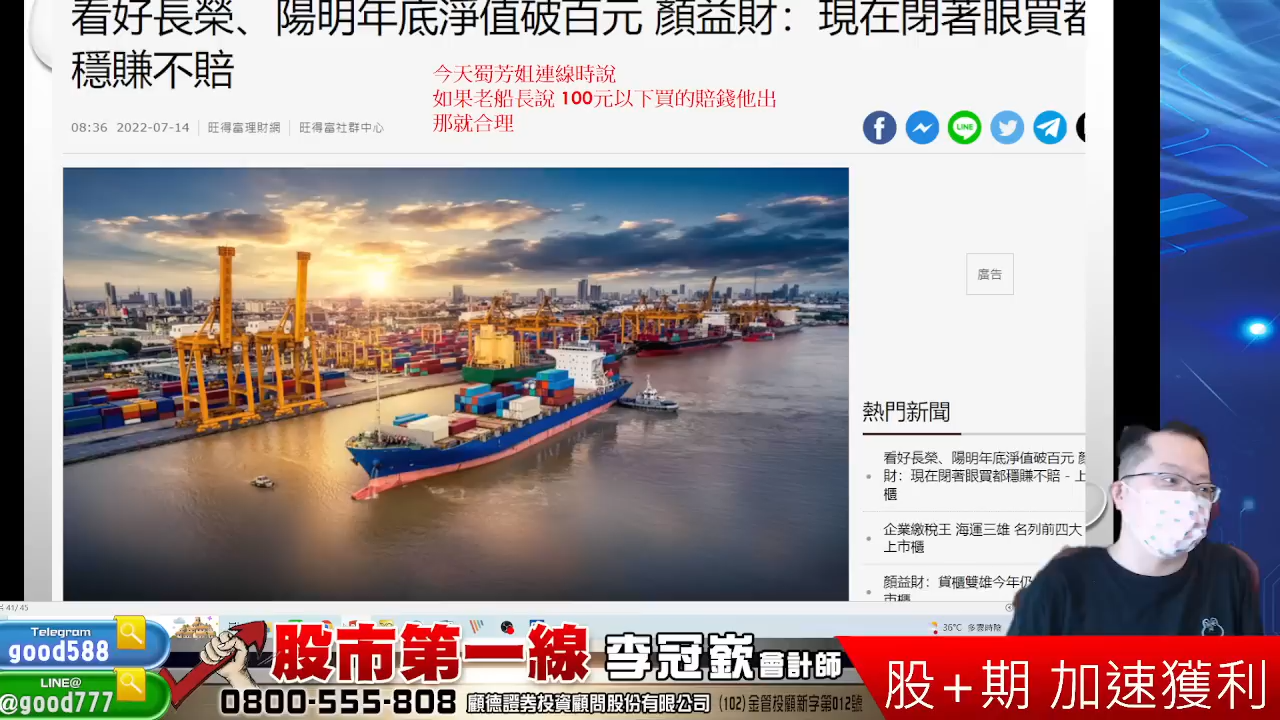 看好長榮、陽明年底淨值破百元 顏益財：現在閉著眼買都
穩賺不賠
今天蜀芳姐連線時說
如果老船長說 100元以下買的賠錢他出
那就合理
08:36 2022-07-14 旺得富理財網 旺得富社群中心
LINE
廣告
熱門新聞
看好長榮、陽明年底淨值破百元 顏
財：現在閉著眼買都穩賺不賠 - 上
櫃
企業繳稅王 海運三雄 名列前四大
上市櫃
顏益財：貨櫃雙雄今年仍
市櫃
41/45
36°C 多雲時陰
Telegram
good588
LINE@
@good777
股市第一線 李冠嶔會計師
0800-555-808 顧德證券投資顧問股份有限公司 (102)金管投顧新字第012號
股+期 加速獲利